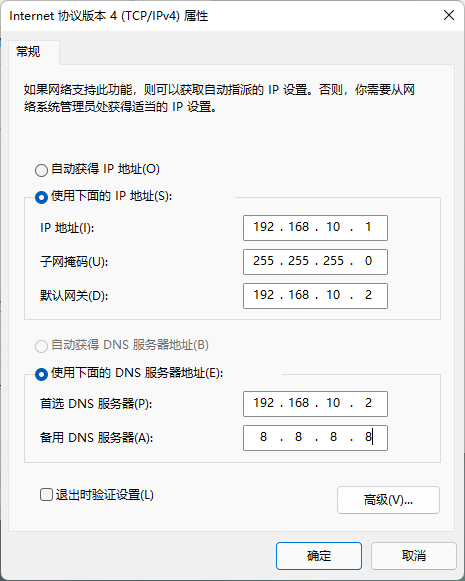 Internet 协议版本 4 (TCP/IPv4) 属性
常规
如果网络支持此功能，则可以获取自动指派的 IP 设置。否则，你需要从网
络系统管理员处获得适当的 IP 设置。
自动获得 IP 地址(O)
使用下面的 IP 地址(S):
IP 地址(I): 192 . 168 . 10 . 1
子网掩码(U): 255 . 255 . 255 . 0
默认网关(D): 192 . 168 . 10 . 2
自动获得 DNS 服务器地址(B)
使用下面的 DNS 服务器地址(E):
首选 DNS 服务器(P): 192 . 168 . 10 . 2
备用 DNS 服务器(A): 8 . 8 . 8 . 8
退出时验证设置(L)
高级(V)...
确定 取消